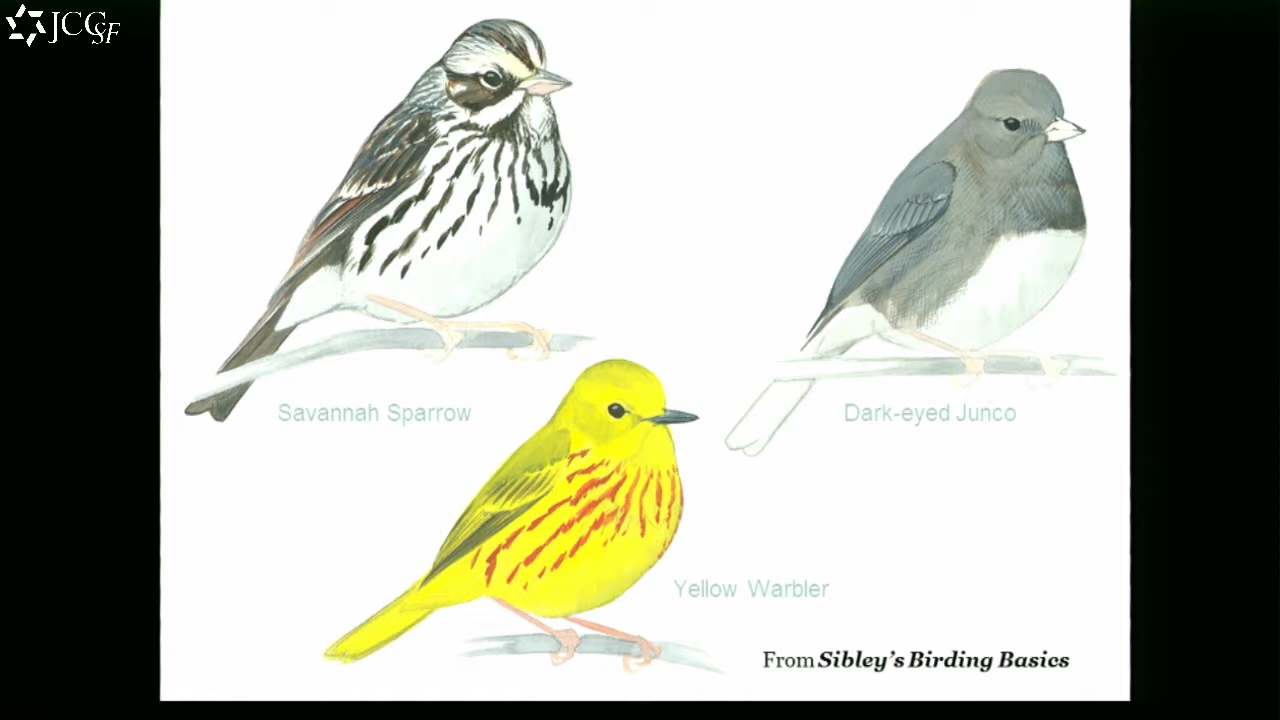 JCCSF
Savannah Sparrow
Dark-eyed Junco
Yellow Warbler
From Sibley's Birding Basics